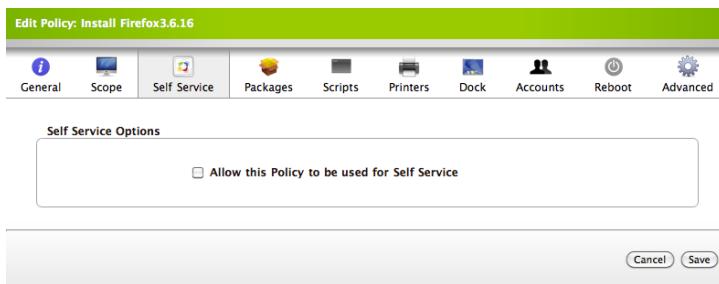 Edit Policy: Install Firefox3.6.16
General Scope Self Service Packages Scripts Printers Dock Accounts Reboot Advanced
Self Service Options
Allow this Policy to be used for Self Service
Cancel Save